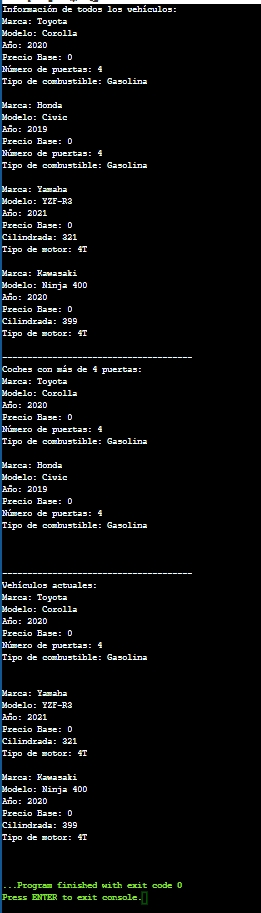 Información de todos los vehículos:
Marca: Toyota
Modelo: Corolla
Año: 2020
Precio Base: 0
Número de puertas: 4
Tipo de combustible: Gasolina
Marca: Honda
Modelo: Civic
Año: 2019
Precio Base: 0
Número de puertas: 4
Tipo de combustible: Gasolina
Marca: Yamaha
Modelo: YZF-R3
Año: 2021
Precio Base: 0
Cilindrada: 321
Tipo de motor: 4T
Marca: Kawasaki
Modelo: Ninja 400
Año: 2020
Precio Base: 0
Cilindrada: 399
Tipo de motor: 4T
--------------------------------------
Coches con más de 4 puertas:
Marca: Toyota
Modelo: Corolla
Año: 2020
Precio Base: 0
Número de puertas: 4
Tipo de combustible: Gasolina
Marca: Honda
Modelo: Civic
Año: 2019
Precio Base: 0
Número de puertas: 4
Tipo de combustible: Gasolina
--------------------------------------
Vehículos actuales:
Marca: Toyota
Modelo: Corolla
Año: 2020
Precio Base: 0
Número de puertas: 4
Tipo de combustible: Gasolina
Marca: Yamaha
Modelo: YZF-R3
Año: 2021
Precio Base: 0
Cilindrada: 321
Tipo de motor: 4T
Marca: Kawasaki
Modelo: Ninja 400
Año: 2020
Precio Base: 0
Cilindrada: 399
Tipo de motor: 4T
...Program finished with exit code 0
Press ENTER to exit console.